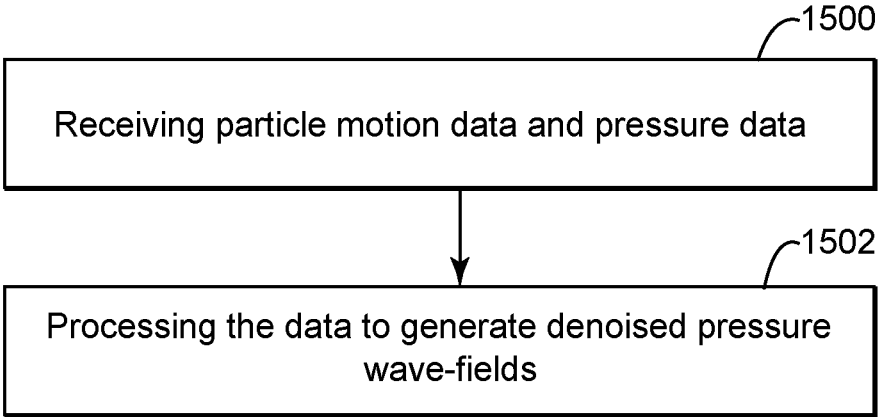 1500
Receiving particle motion data and pressure data
1502
Processing the data to generate denoised pressure
wave-fields